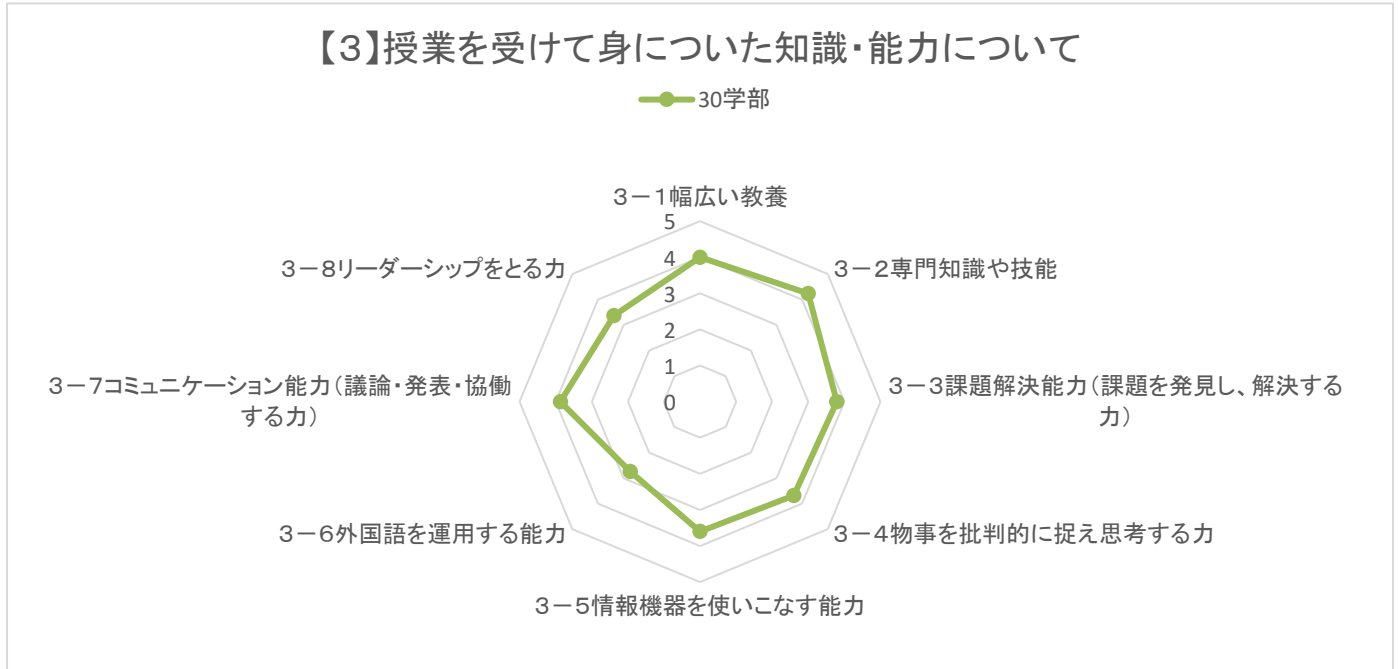 【3】授業を受けて身についた知識・能力について
30学部
3－1幅広い教養
5
4
3
2
1
0
3－8リーダーシップをとる力
3－2専門知識や技能
3－7コミュニケーション能力（議論・発表・協働
する力）
3－3課題解決能力（課題を発見し、解決する
力）
3－6外国語を運用する能力
3－4物事を批判的に捉え思考する力
3－5情報機器を使いこなす能力